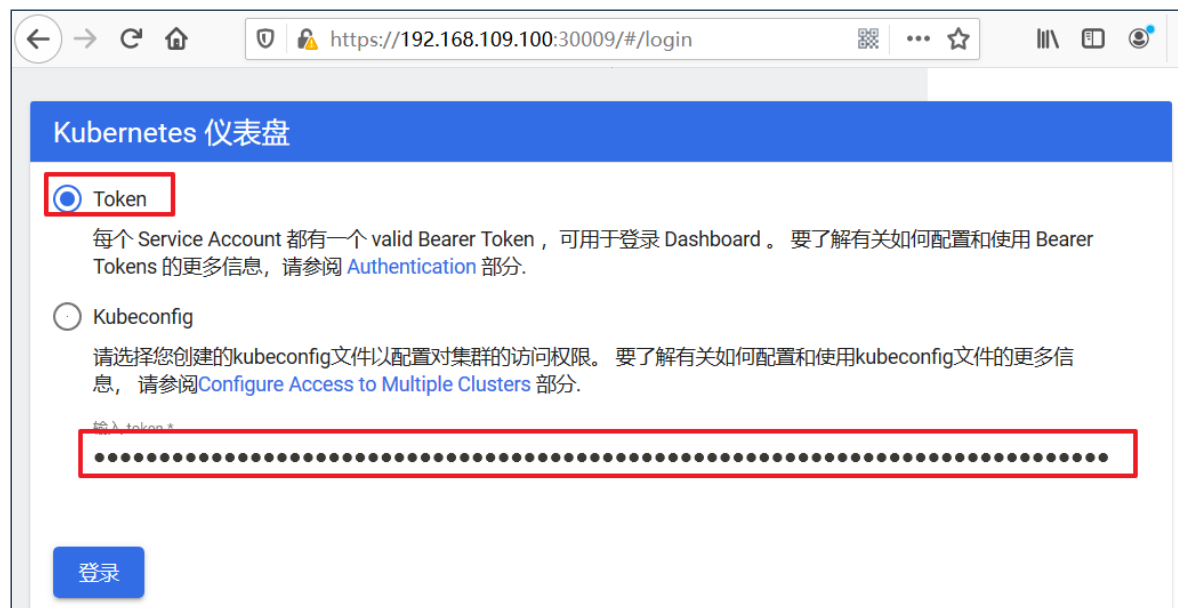 https://192.168.109.100:30009/#/login
Kubernetes 仪表盘
Token
每个 Service Account 都有一个 valid Bearer Token ，可用于登录 Dashboard 。 要了解有关如何配置和使用 Bearer
Tokens 的更多信息，请参阅 Authentication 部分.
Kubeconfig
请选择您创建的kubeconfig文件以配置对集群的访问权限。 要了解有关如何配置和使用kubeconfig文件的更多信
息， 请参阅Configure Access to Multiple Clusters 部分.
输入 token *
登录